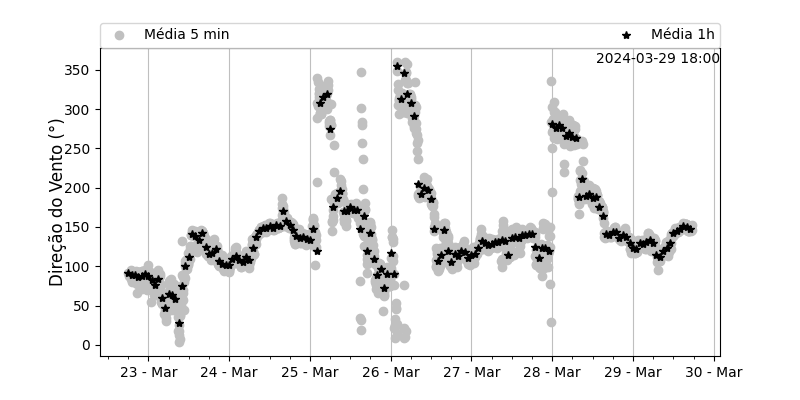 Média 5 min
Média 1h
2024-03-29 18:00
Direção do Vento (°)
350
300
250
200
150
100
50
0
23 - Mar
24 - Mar
25 - Mar
26 - Mar
27 - Mar
28 - Mar
29 - Mar
30 - Mar